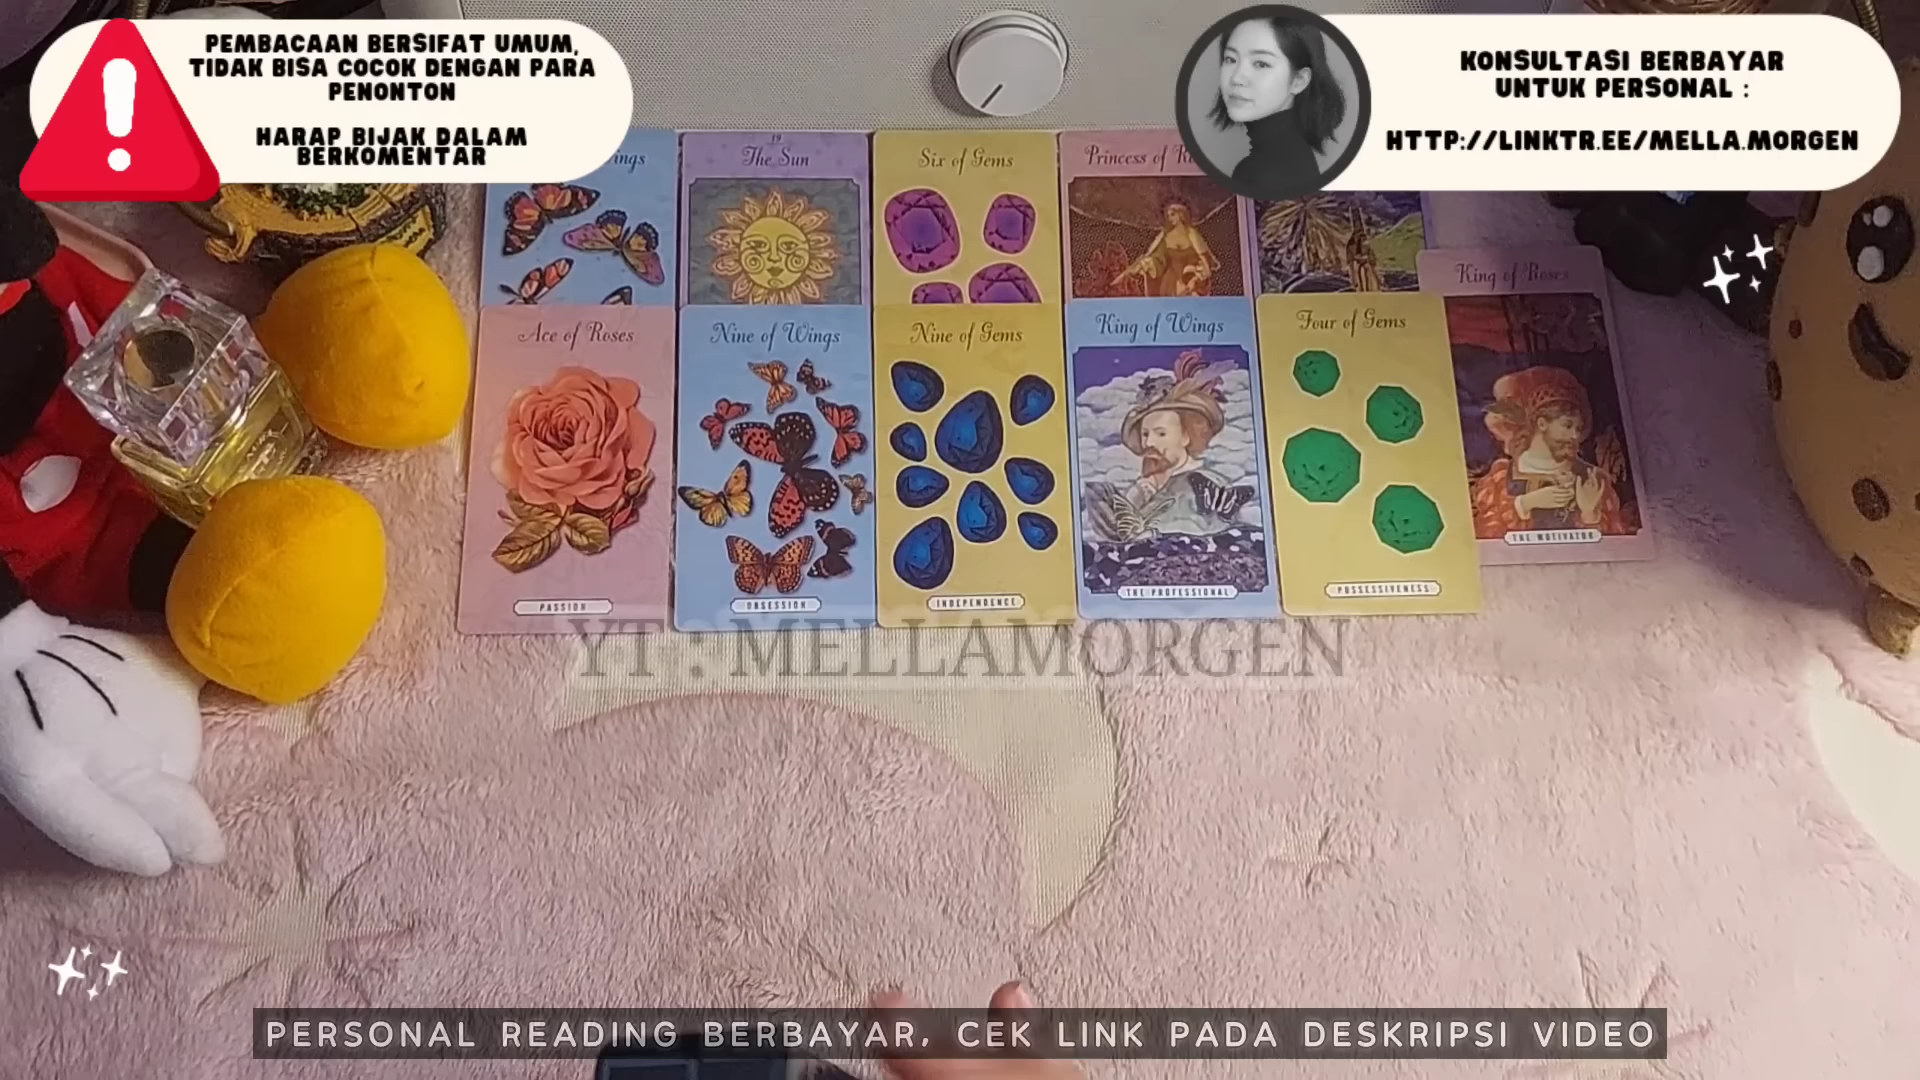 PEMBACAAN BERSIFAT UMUM,
TIDAK BISA COCOK DENGAN PARA
PENONTON
HARAP BIJAK DALAM
BERKOMENTAR
KONSULTASI BERBAYAR
UNTUK PERSONAL :
HTTP://LINKTR.EE/MELLA.MORGEN
The Sun
Six of Gems
Princess of
King of Roses
THE MOTIVATOR
Ace of Roses
PASSION
Nine of Wings
OBSESSION
Nine of Gems
INDEPENDENCE
King of Wings
THE PROFESSIONAL
Four of Gems
POSSESSIVENESS
YT : MELLAMORGEN
PERSONAL READING BERBAYAR, CEK LINK PADA DESKRIPSI VIDEO